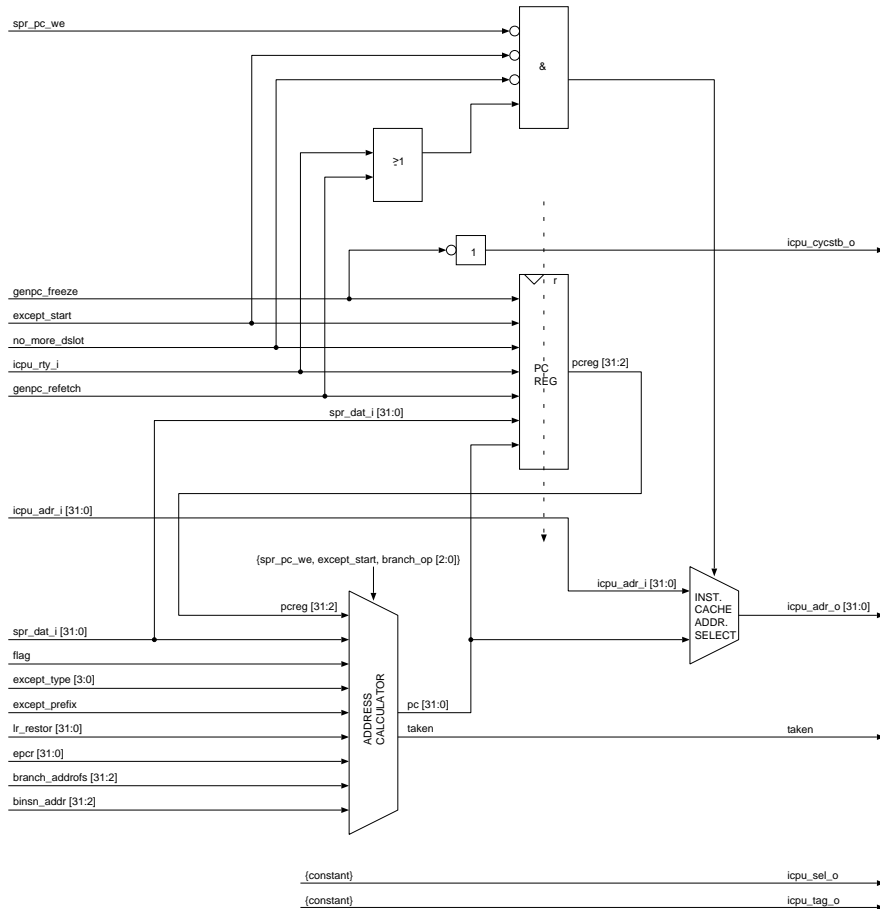 spr_pc_we
&
≥1
icpu_cycstb_o
1
genpc_freeze
r
except_start
no_more_dslot
icpu_rty_i
pcreg [31:2]
PC
REG
genpc_refetch
spr_dat_i [31:0]
icpu_adr_i [31:0]
{spr_pc_we, except_start, branch_op [2:0]}
icpu_adr_i [31:0]
INST.
CACHE
ADDR.
SELECT
pcreg [31:2]
icpu_adr_o [31:0]
spr_dat_i [31:0]
flag
except_type [3:0]
except_prefix
ADDRESS
CALCULATOR
pc [31:0]
lr_restor [31:0]
taken
taken
epcr [31:0]
branch_addrofs [31:2]
binsn_addr [31:2]
{constant}
icpu_sel_o
{constant}
icpu_tag_o